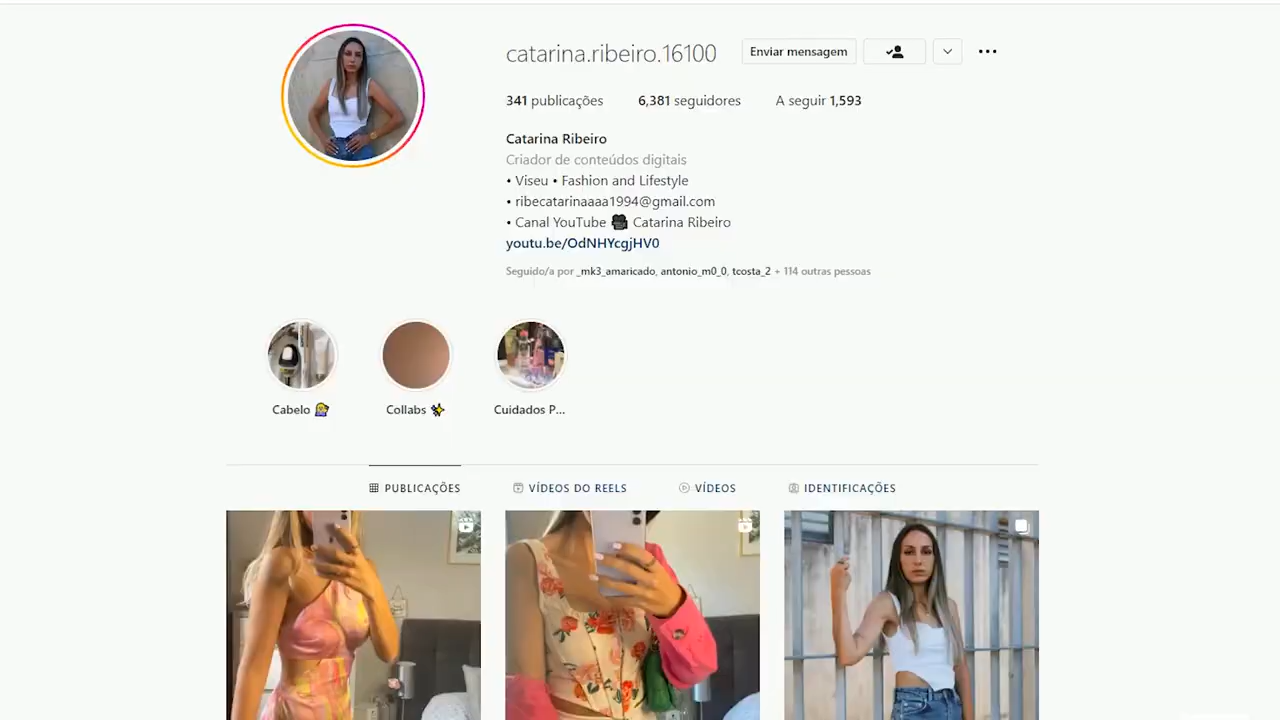 catarina.ribeiro.16100
Enviar mensagem
341 publicações 6,381 seguidores A seguir 1,593
Catarina Ribeiro
Criador de conteúdos digitais
• Viseu • Fashion and Lifestyle
• ribecatarinaaaa1994@gmail.com
• Canal YouTube 🎥 Catarina Ribeiro
youtu.be/OdNHYcgjHV0
Seguido/a por _mk3_amaricado, antonio_m0_0, tcosta_2 + 114 outras pessoas
Cabelo 💇‍♀️ Collabs ✨ Cuidados P...
PUBLICAÇÕES VÍDEOS DO REELS VÍDEOS IDENTIFICAÇÕES